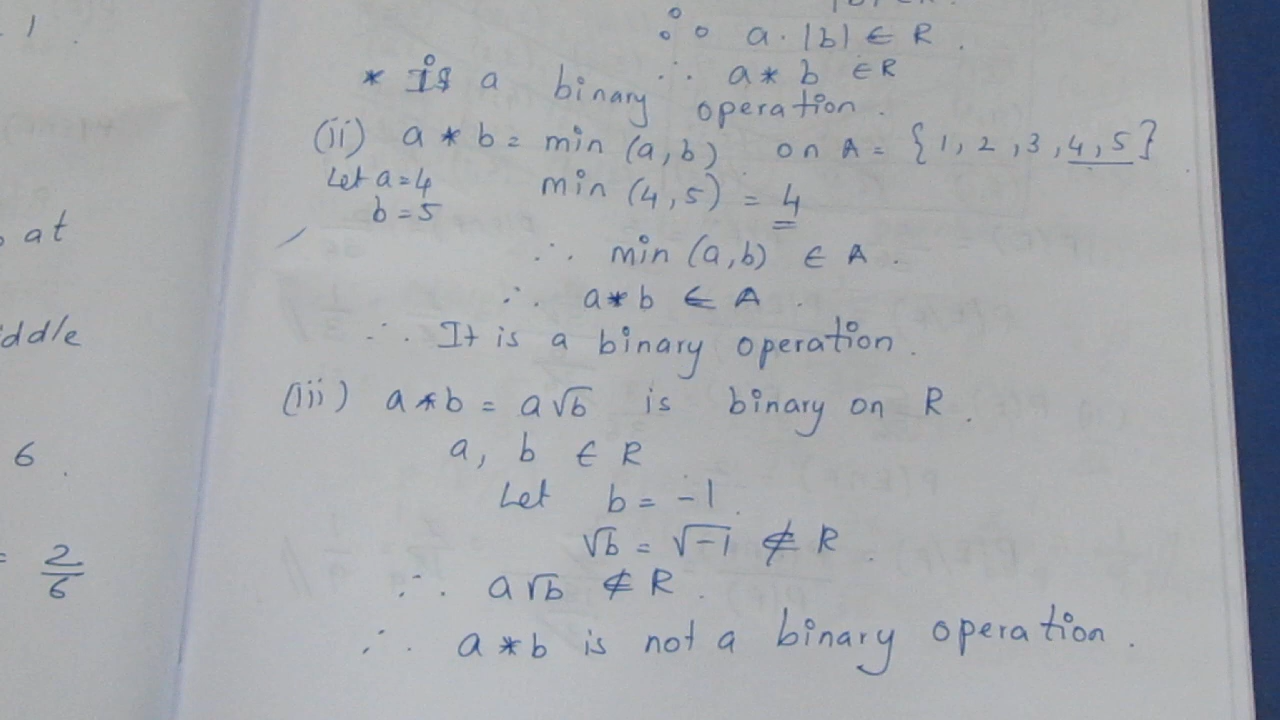 1.
∴ a·|b| ∈ R.
∴ a * b ∈ R
* Is a binary operation.
(ii) a * b = min (a,b) on A = {1, 2, 3, 4, 5}
Let a=4 min (4,5) = 4
b=5
at
∴ min (a,b) ∈ A.
∴ a*b ∈ A.
ddle
∴ It is a binary operation.
(iii) a*b = a√b is binary on R.
a, b ∈ R
6.
Let b = -1.
√b = √-1 ∉ R.
= 2/6
∴ a√b ∉ R.
∴ a*b is not a binary operation.